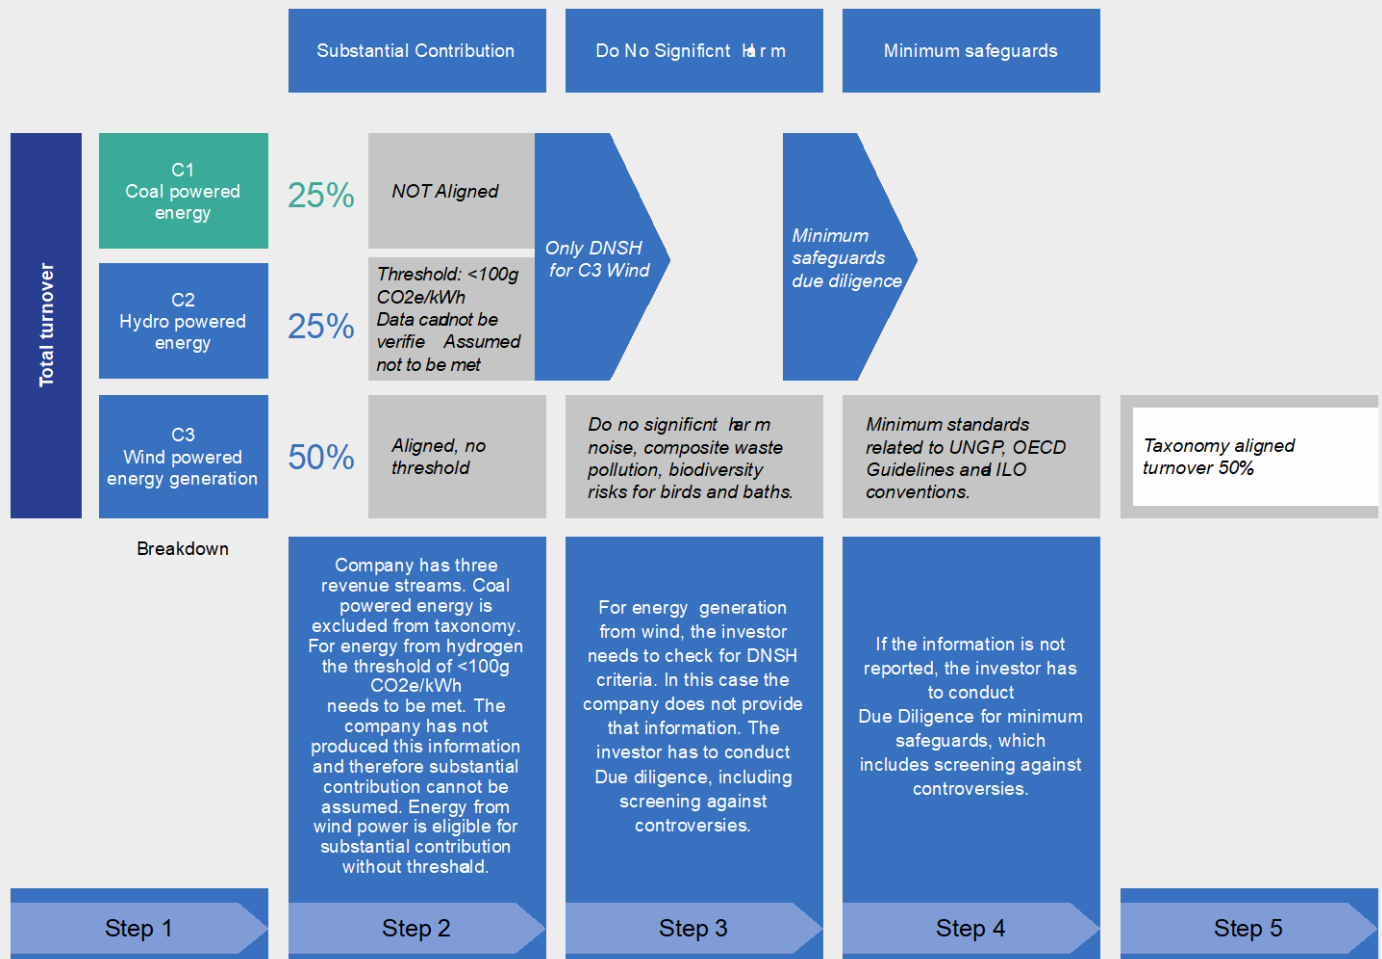 Substantial Contribution
Do No Significnt Harm
Minimum safeguards
Total turnover
C1
Coal powered
energy
25%
NOT Aligned
C2
Hydro powered
energy
25%
Threshold: <100g
CO2e/kWh
Data cannot be
verifie Assumed
not to be met
Only DNSH
for C3 Wind
Minimum
safeguards
due diligence
C3
Wind powered
energy generation
50%
Aligned, no
threshold
Do no significnt harm
noise, composite waste
pollution, biodiversity
risks for birds and baths.
Minimum standards
related to UNGP, OECD
Guidelines and ILO
conventions.
Taxonomy aligned
turnover 50%
Breakdown
Company has three
revenue streams. Coal
powered energy is
excluded from taxonomy.
For energy from hydrogen
the threshold of <100g
CO2e/kWh
needs to be met. The
company has not
produced this information
and therefore substantial
contribution cannot be
assumed. Energy from
wind power is eligible for
substantial contribution
without threshold.
For energy generation
from wind, the investor
needs to check for DNSH
criteria. In this case the
company does not provide
that information. The
investor has to conduct
Due diligence, including
screening against
controversies.
If the information is not
reported, the investor has
to conduct
Due Diligence for minimum
safeguards, which
includes screening against
controversies.
Step 1
Step 2
Step 3
Step 4
Step 5